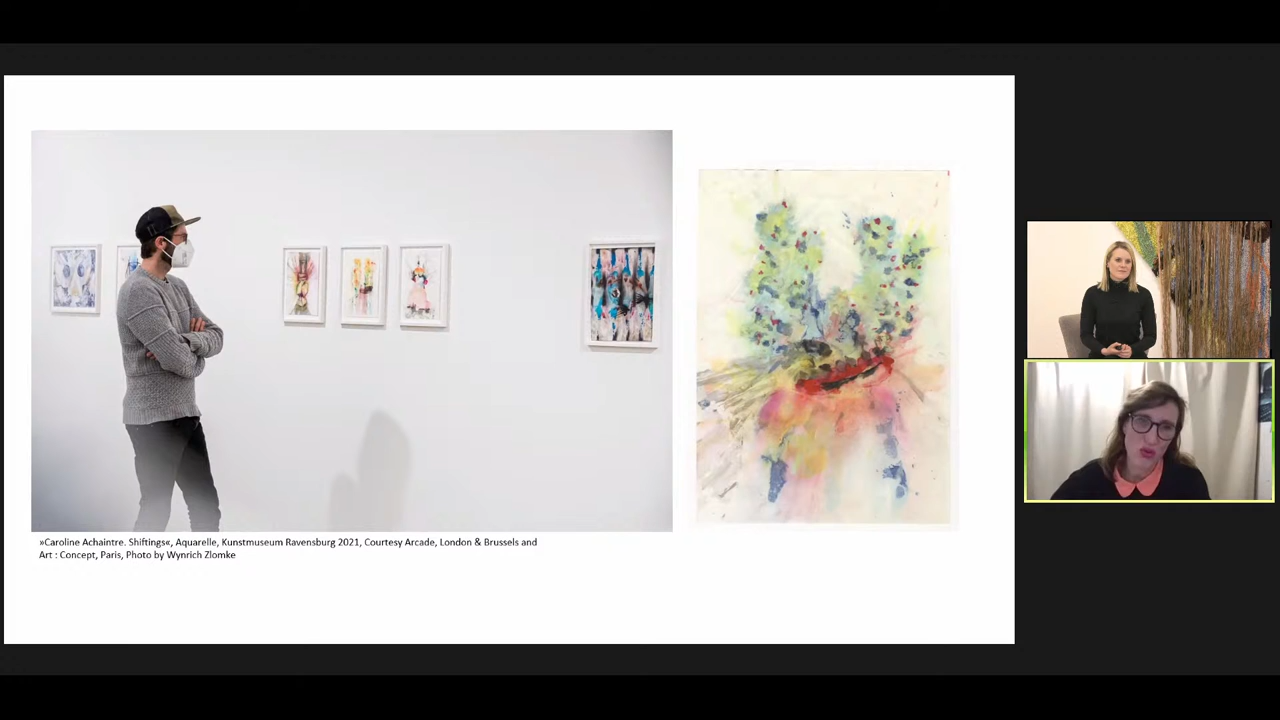 »Caroline Achaintre. Shiftings«, Aquarelle, Kunstmuseum Ravensburg 2021, Courtesy Arcade, London & Brussels and
Art : Concept, Paris, Photo by Wynrich Zlomke